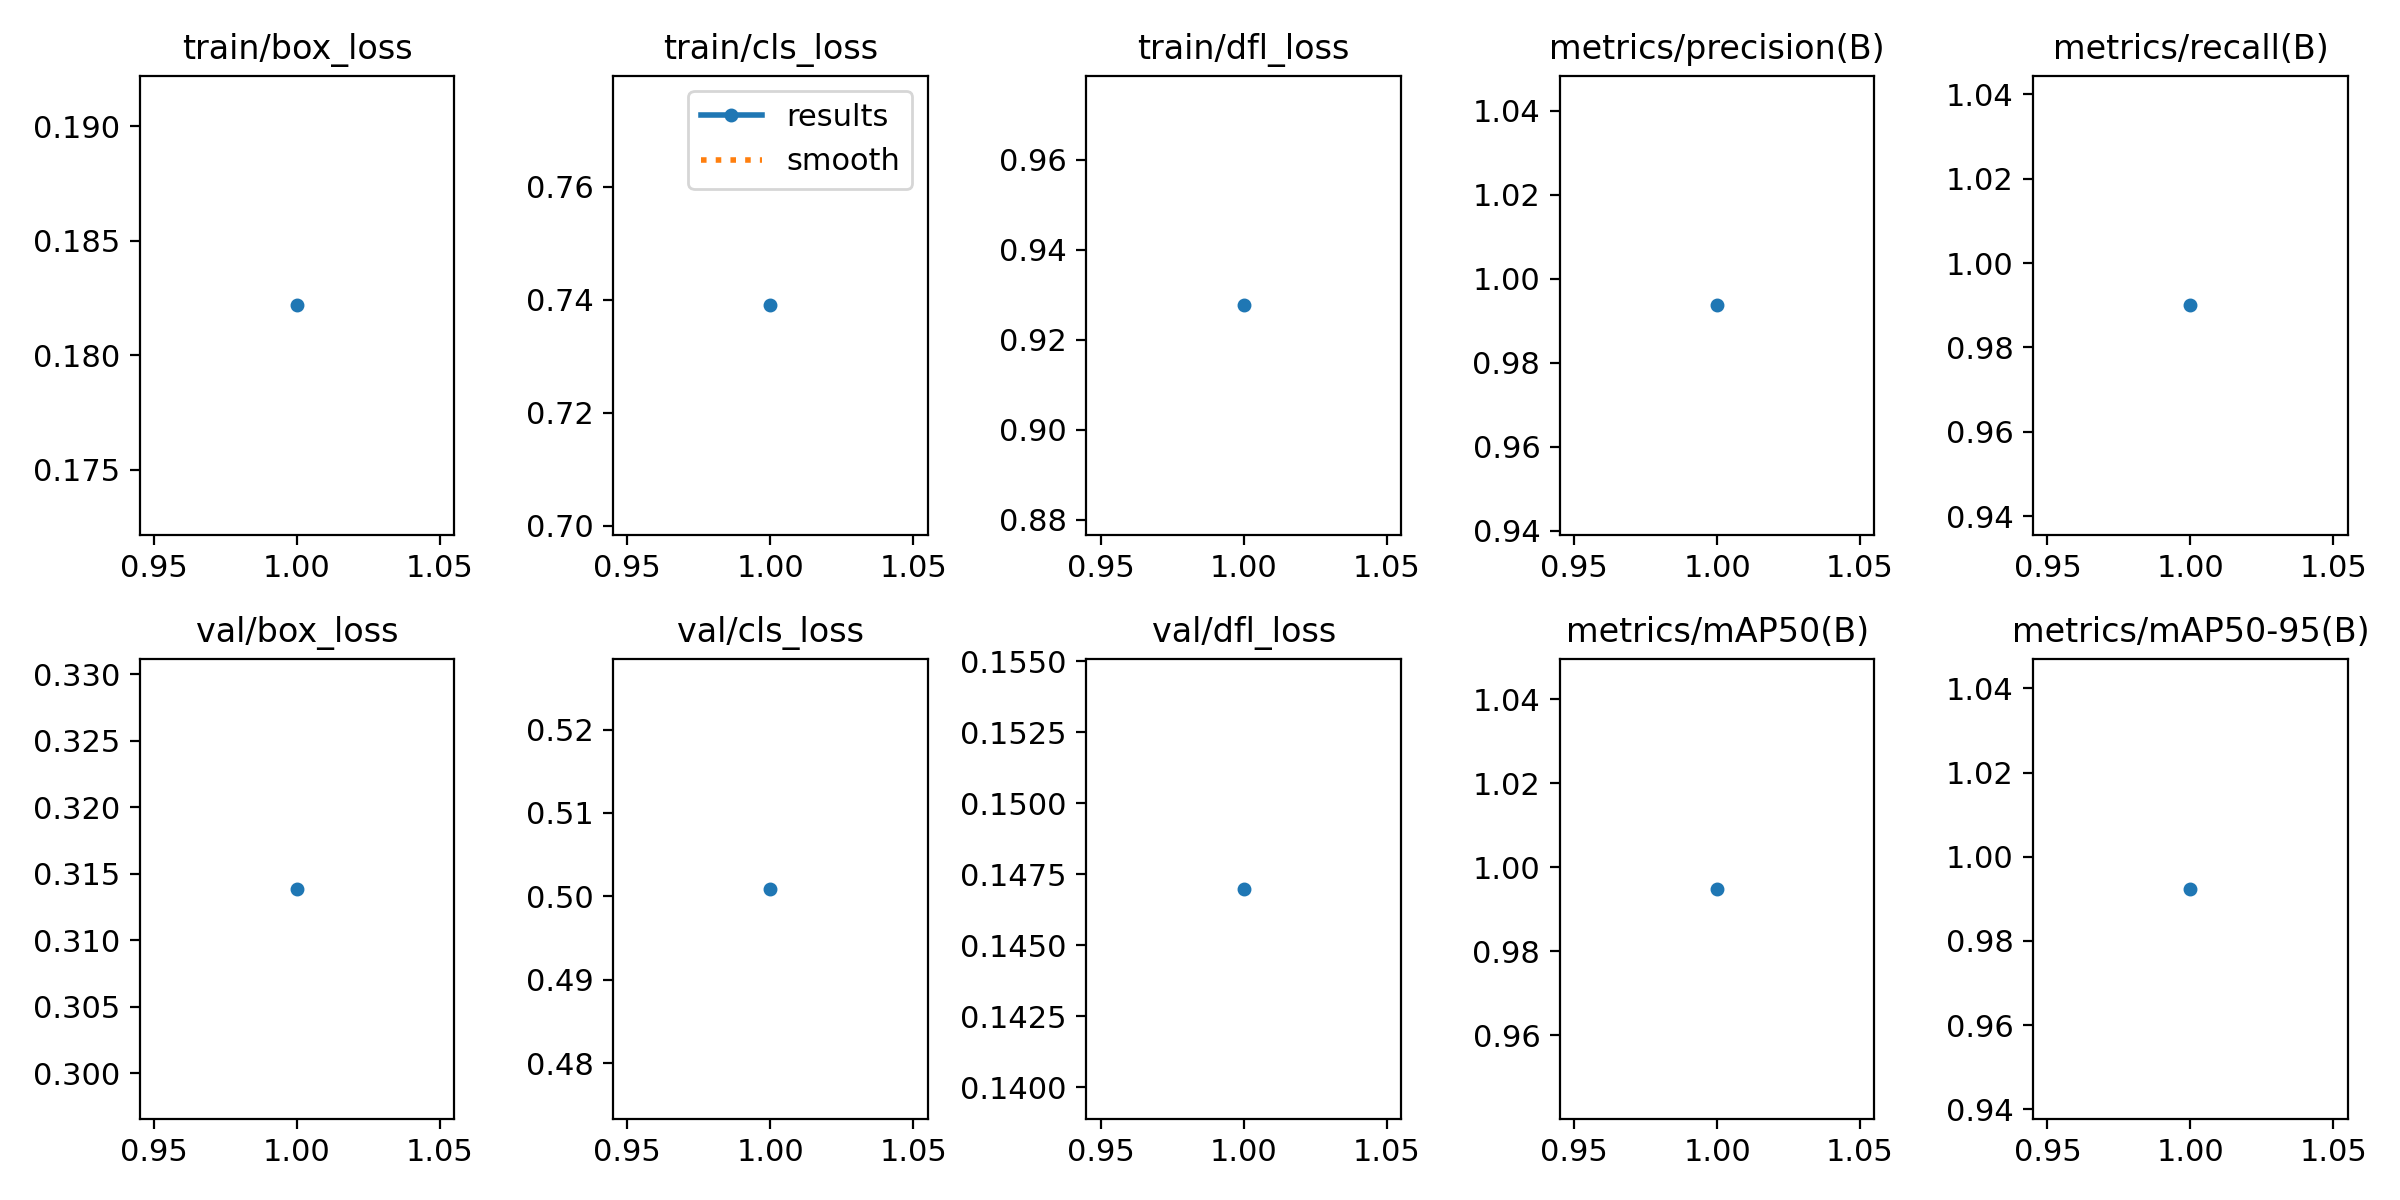 train/box_loss
0.190
0.185
0.180
0.175
0.95 1.00 1.05
train/cls_loss
results
smooth
0.76
0.74
0.72
0.70
0.95 1.00 1.05
train/dfl_loss
0.96
0.94
0.92
0.90
0.88
0.95 1.00 1.05
metrics/precision(B)
1.04
1.02
1.00
0.98
0.96
0.94
0.95 1.00 1.05
metrics/recall(B)
1.04
1.02
1.00
0.98
0.96
0.94
0.95 1.00 1.05
val/box_loss
0.330
0.325
0.320
0.315
0.310
0.305
0.300
0.95 1.00 1.05
val/cls_loss
0.52
0.51
0.50
0.49
0.48
0.95 1.00 1.05
val/dfl_loss
0.1550
0.1525
0.1500
0.1475
0.1450
0.1425
0.1400
0.95 1.00 1.05
metrics/mAP50(B)
1.04
1.02
1.00
0.98
0.96
0.95 1.00 1.05
metrics/mAP50-95(B)
1.04
1.02
1.00
0.98
0.96
0.94
0.95 1.00 1.05